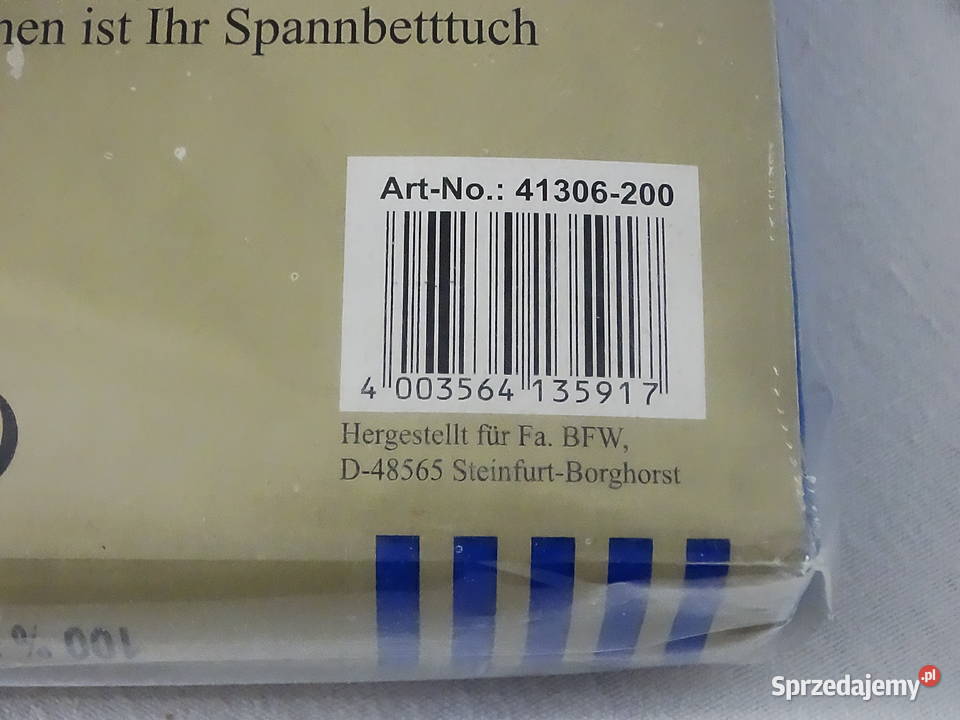 ist Ihr Spannbetttuch
Art-No.: 41306-200
4 003564 135917
Hergestellt für Fa. BFW,
D-48565 Steinfurt-Borghorst
100 %
Sprzedajemy.pl